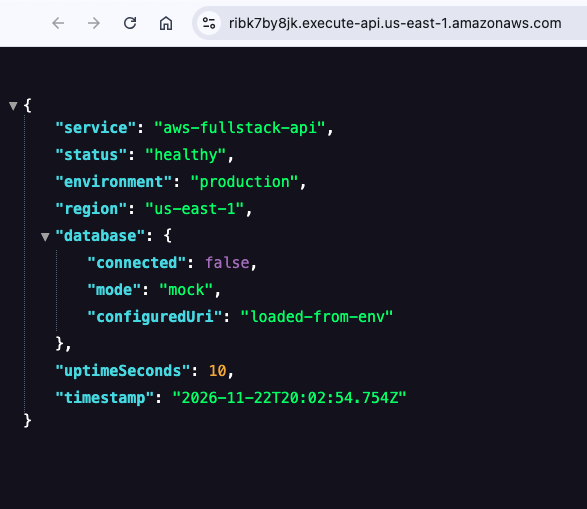 ribk7by8jk.execute-api.us-east-1.amazonaws.com
{
"service": "aws-fullstack-api",
"status": "healthy",
"environment": "production",
"region": "us-east-1",
"database": {
"connected": false,
"mode": "mock",
"configuredUri": "loaded-from-env"
},
"uptimeSeconds": 10,
"timestamp": "2026-11-22T20:02:54.754Z"
}